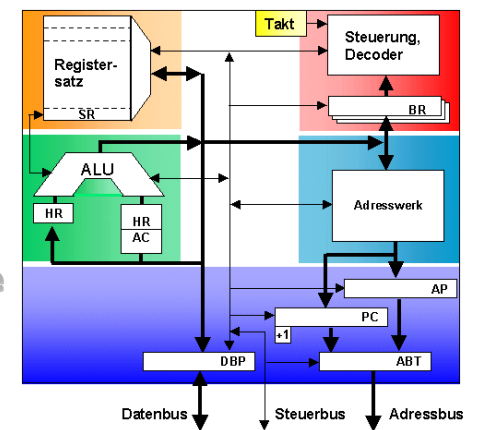 Takt
Steuerung,
Decoder
Register-
satz
SR
BR
ALU
HR
HR
AC
Adresswerk
AP
PC
+1
DBP
ABT
Datenbus
Steuerbus
Adressbus